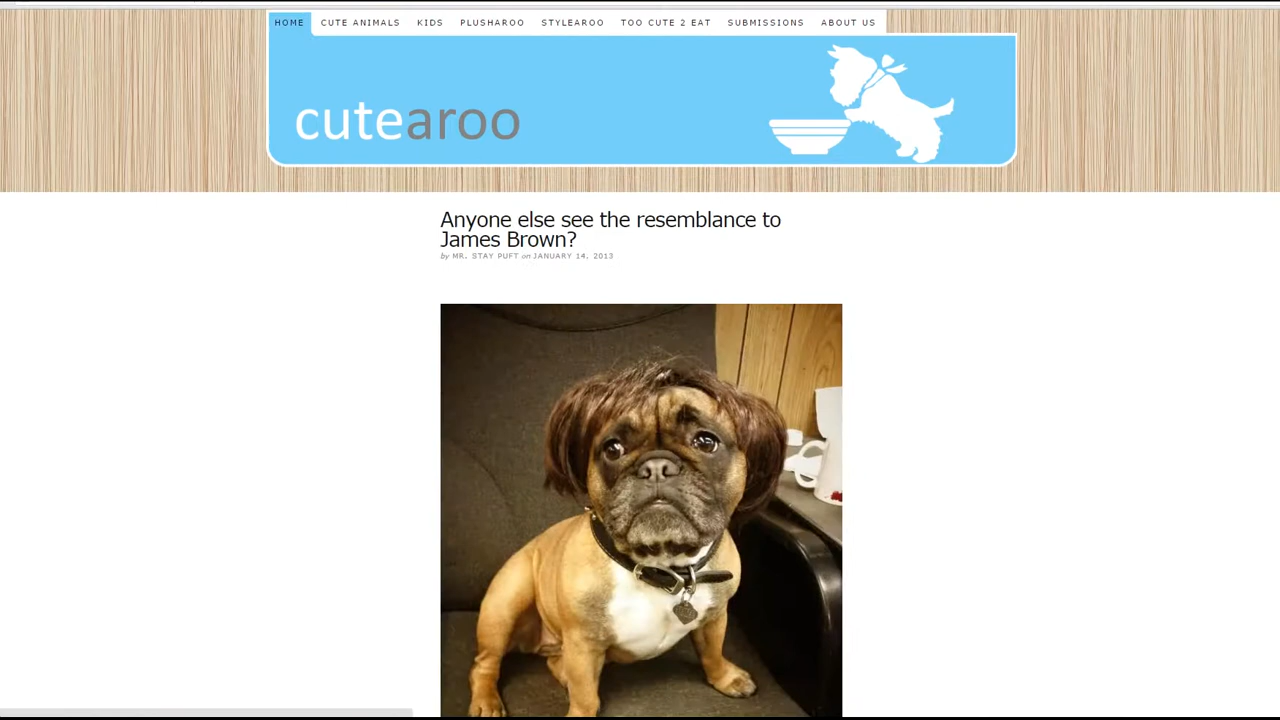 HOME CUTE ANIMALS KIDS PLUSHAROO STYLEAROO TOO CUTE 2 EAT SUBMISSIONS ABOUT US
cutearoo
Anyone else see the resemblance to
James Brown?
by MR. STAY PUFT on JANUARY 14, 2013